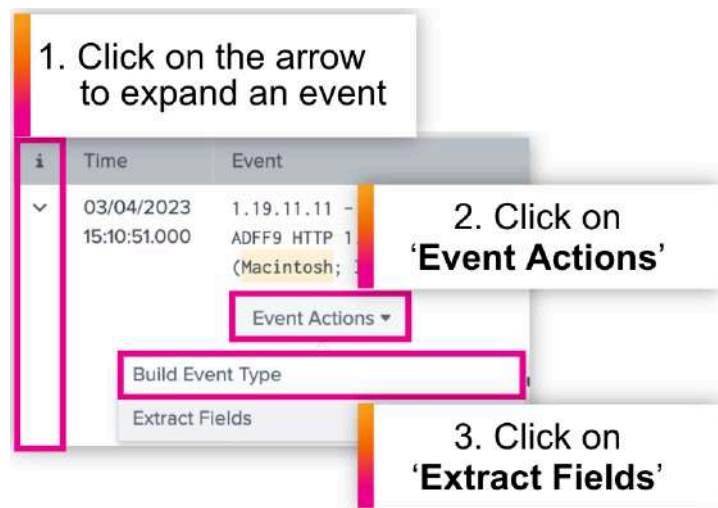 1. Click on the arrow
to expand an event
i Time Event
03/04/2023 1.19.11.11 -
15:10:51.000 ADFF9 HTTP 1.
(Macintosh;
2. Click on
‘Event Actions’
Event Actions
Build Event Type
Extract Fields
3. Click on
‘Extract Fields’